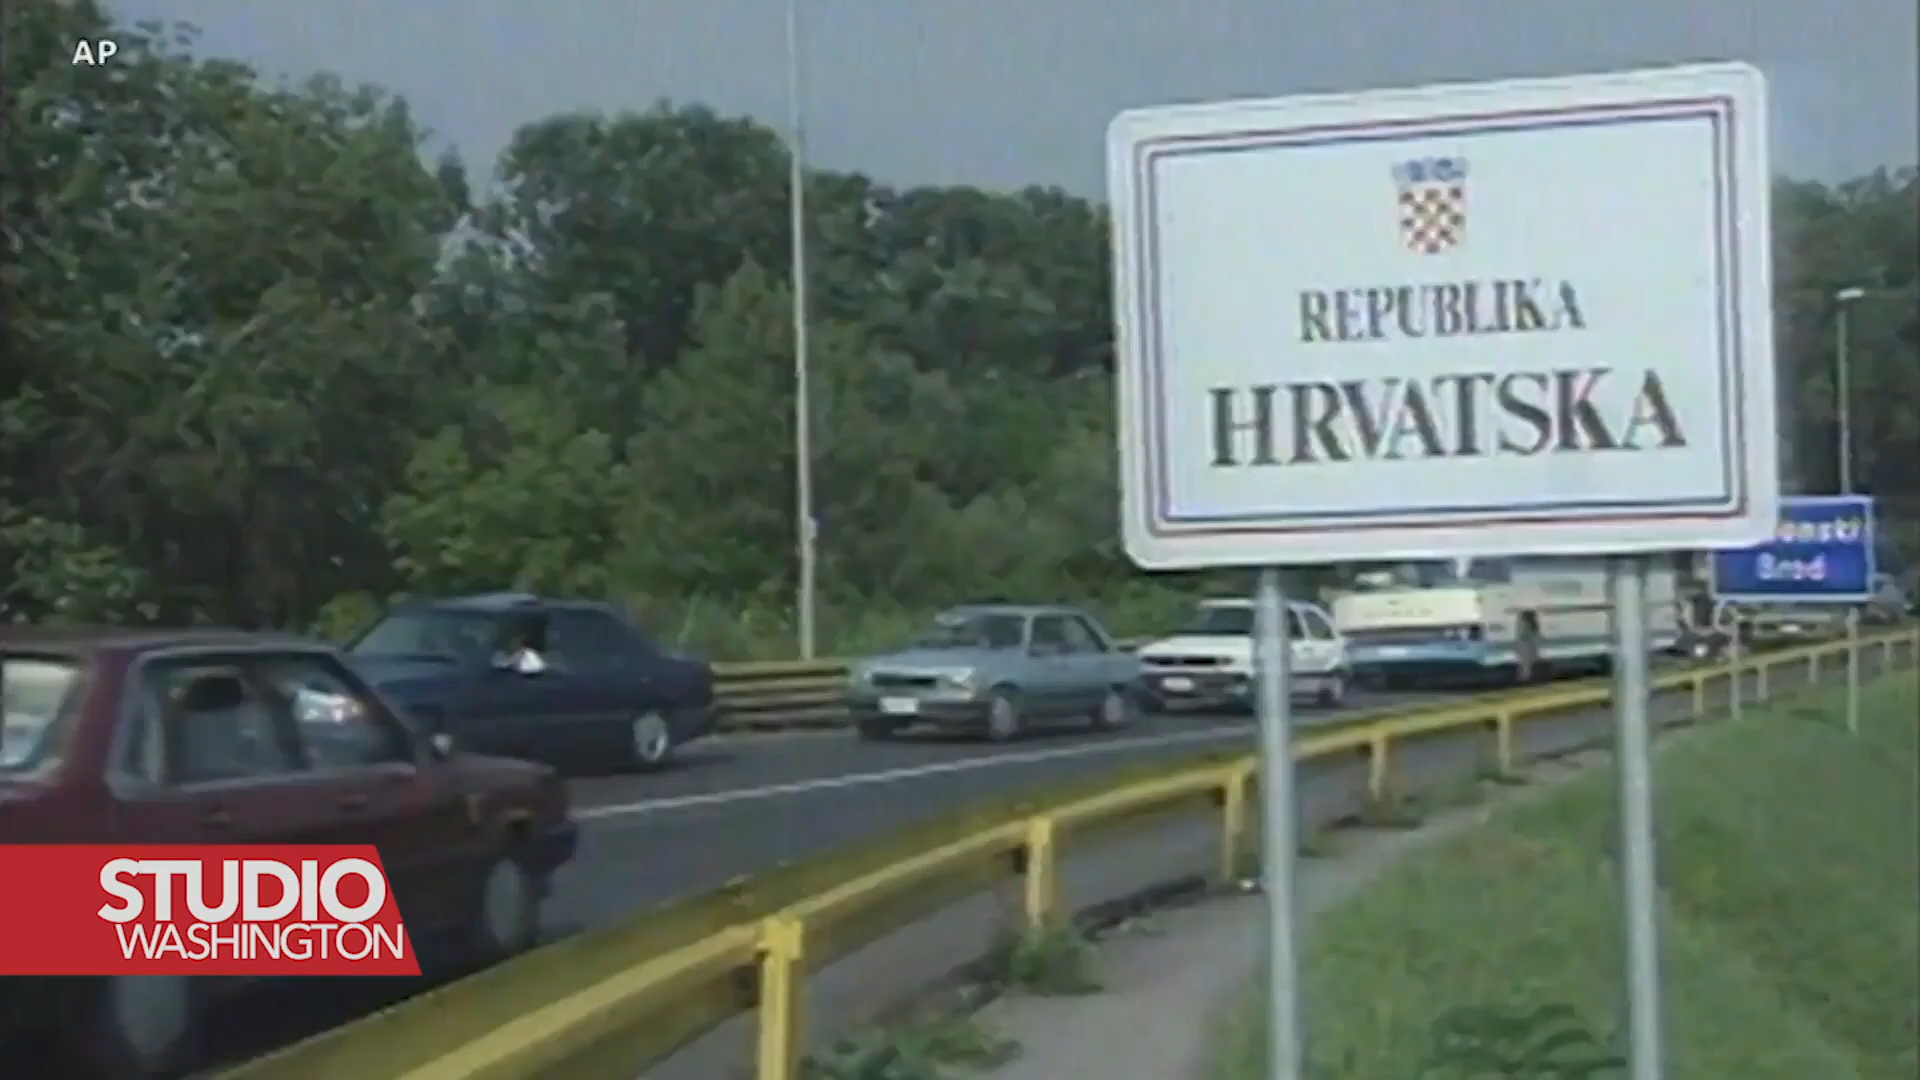 AP
REPUBLIKA
HRVATSKA
Brod
STUDIO
WASHINGTON